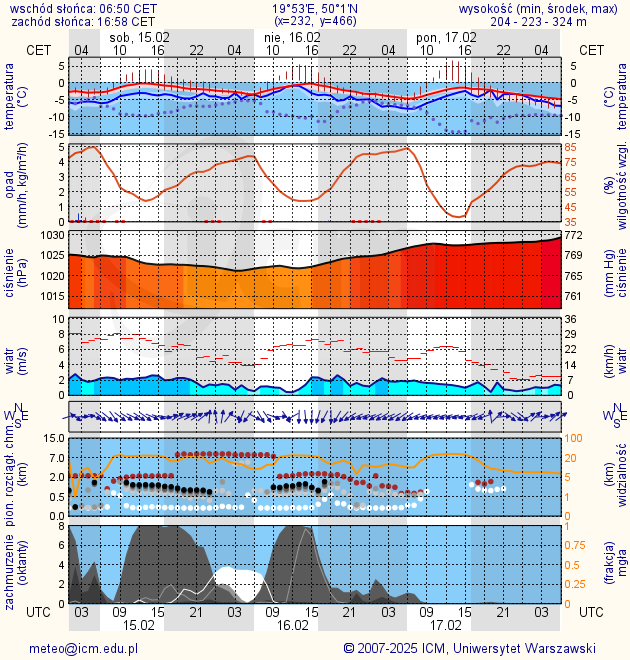 wschód słońca: 06:50 CET 19°53'E, 50°1'N wysokość (min, środek, max)
zachód słońca: 16:58 CET (x=232, y=466) 204 - 223 - 324 m
sob, 15.02 nie, 16.02 pon, 17.02
CET 04 10 16 22 04 10 16 22 04 10 16 22 04 CET
temperatura (°C) 5 0 -5 -10 -15 5 0 -5 -10 -15 temperatura (°C)
opad (mm/h, kg/m²/h) 5 4 3 2 1 0 85 75 65 55 45 35 (%) wilgotność wzgl.
ciśnienie (hPa) 1030 1025 1020 1015 772 769 765 761 (mm Hg) ciśnienie
wiatr (m/s) 10 8 6 4 2 0 36 29 22 14 7 0 (km/h) wiatr
N W E S N W E S
pion. rozciągł. chm. (km) 15.0 7.0 2.0 0.5 0.0 100 20 5 1 0 (km) widzialność
zachmurzenie (oktanty) 8 6 4 2 0 1 0.75 0.5 0.25 0 (frakcja) mgła
UTC 03 09 15 21 03 09 15 21 03 09 15 21 03 UTC
15.02 16.02 17.02
meteo@icm.edu.pl © 2007-2025 ICM, Uniwersytet Warszawski